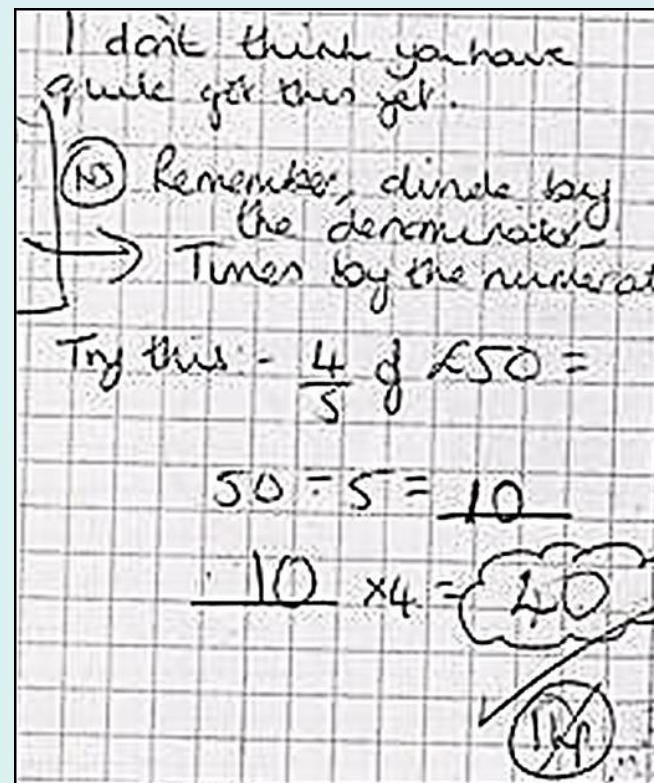 I don't think you have
quite got this yet.
NS Remember, divide by
the denominator -
Times by the numerat
Try this - 4/5 of £50 =
50 ÷ 5 = 10
10 ×4 = 40